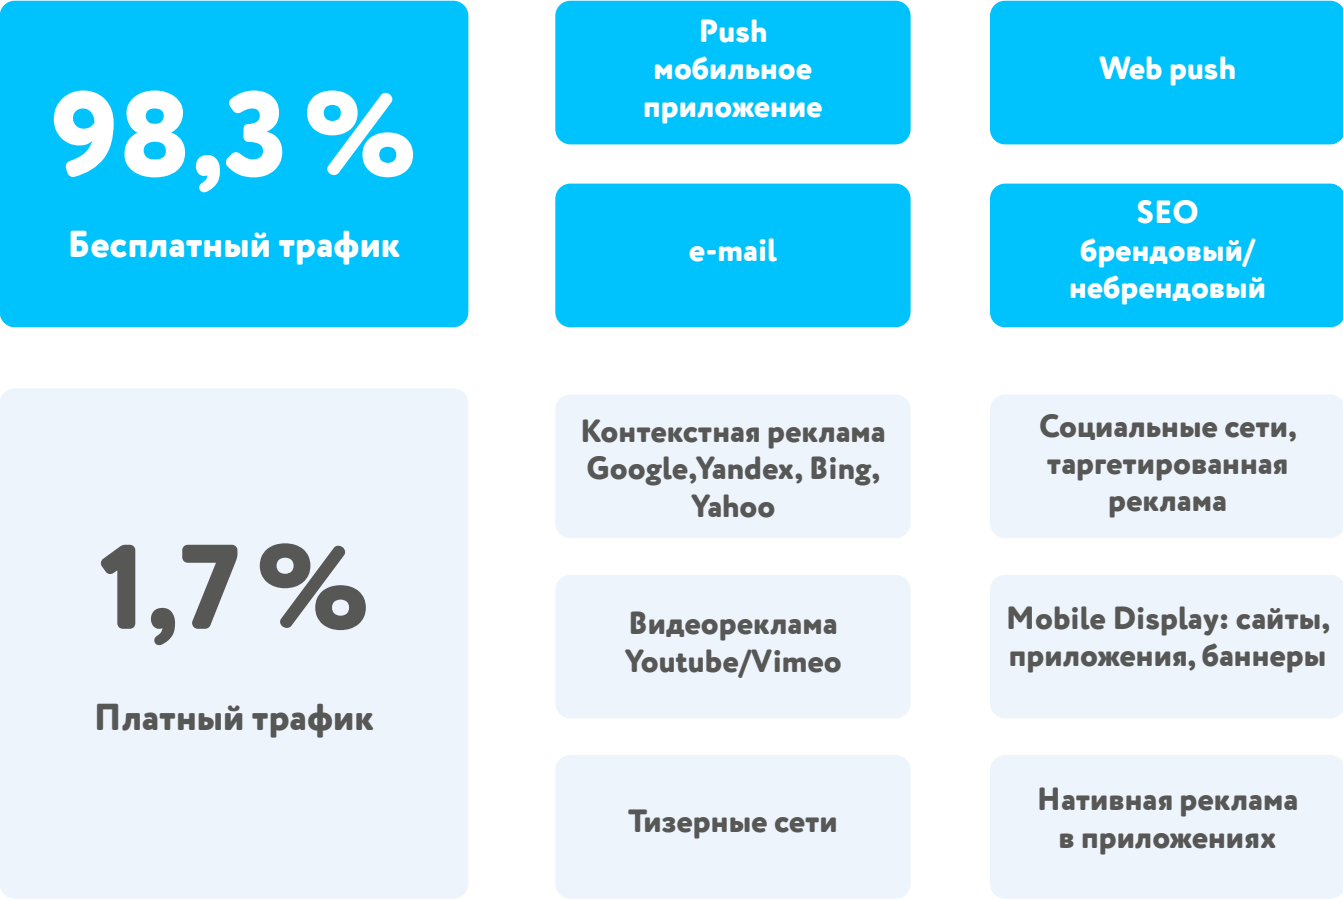 98,3 %
Бесплатный трафик
Push
мобильное
приложение
Web push
e-mail
SEO
брендовый/
небрендовый
1,7 %
Платный трафик
Контекстная реклама
Google,Yandex, Bing,
Yahoo
Социальные сети,
таргетированная
реклама
Видеореклама
Youtube/Vimeo
Mobile Display: сайты,
приложения, баннеры
Тизерные сети
Нативная реклама
в приложениях